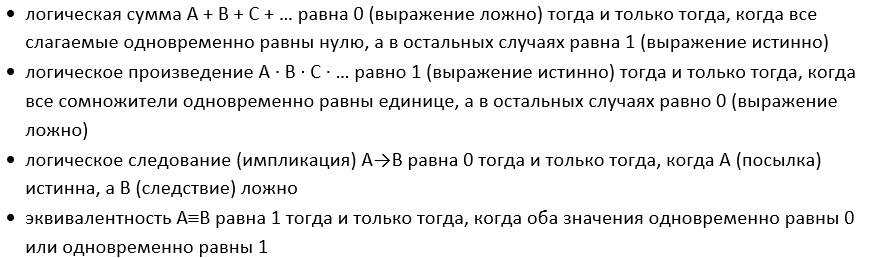 • логическая сумма A + B + C + … равна 0 (выражение ложно) тогда и только тогда, когда все
слагаемые одновременно равны нулю, а в остальных случаях равна 1 (выражение истинно)
• логическое произведение A · B · C · … равно 1 (выражение истинно) тогда и только тогда, когда
все сомножители одновременно равны единице, а в остальных случаях равно 0 (выражение
ложно)
• логическое следование (импликация) A→B равна 0 тогда и только тогда, когда A (посылка)
истинна, а B (следствие) ложно
• эквивалентность A≡B равна 1 тогда и только тогда, когда оба значения одновременно равны 0
или одновременно равны 1